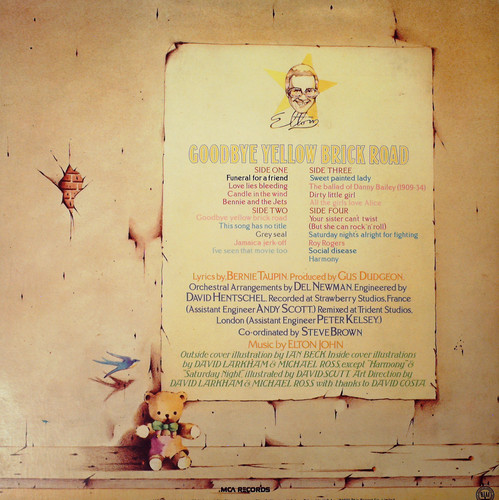 Elton
GOODBYE YELLOW BRICK ROAD
SIDE ONE
Funeral for a friend
Love lies bleeding
Candle in the wind
Bennie and the Jets
SIDE TWO
Goodbye yellow brick road
This song has no title
Grey seal
Jamaica jerk-off
I've seen that movie too
SIDE THREE
Sweet painted lady
The ballad of Danny Bailey (1909-34)
Dirty little girl
All the girls love Alice
SIDE FOUR
Your sister can't twist
(But she can rock'n'roll)
Saturday nights alright for fighting
Roy Rogers
Social disease
Harmony
Lyrics by BERNIE TAUPIN. Produced by GUS DUDGEON.
Orchestral Arrangements by DEL NEWMAN. Engineered by
DAVID HENTSCHEL. Recorded at Strawberry Studios, France
(Assistant Engineer ANDY SCOTT.) Remixed at Trident Studios,
London (Assistant Engineer PETER KELSEY.)
Co-ordinated by STEVE BROWN
Music by ELTON JOHN
Outside cover illustration by IAN BECK Inside cover illustrations
by DAVID LARKHAM & MICHAEL ROSS, except "Harmony" &
"Saturday Night" illustrated by DAVID SCUTT Art Direction by
DAVID LARKHAM & MICHAEL ROSS with thanks to DAVID COSTA
MCA RECORDS